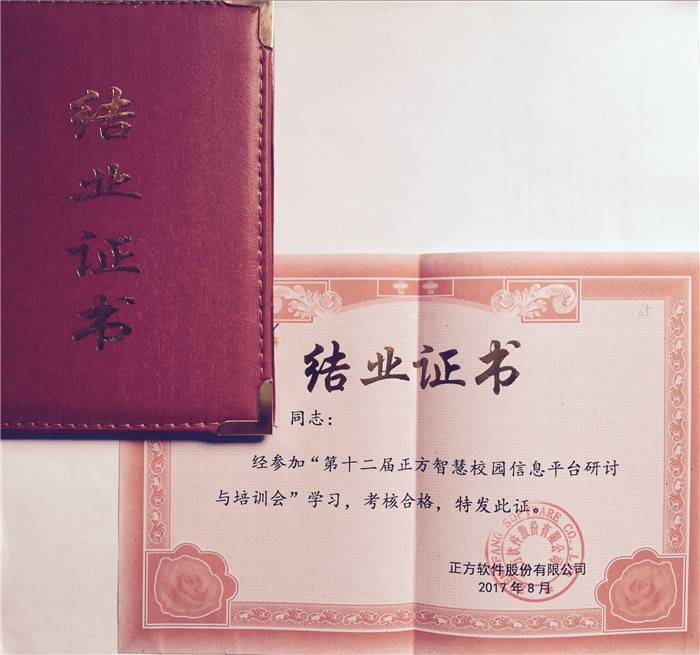 结业证书
结业证书
65
同志：
经参加“第十二届正方智慧校园信息平台研讨
与培训会”学习，考核合格，特发此证。
正方软件股份有限公司
2017年8月